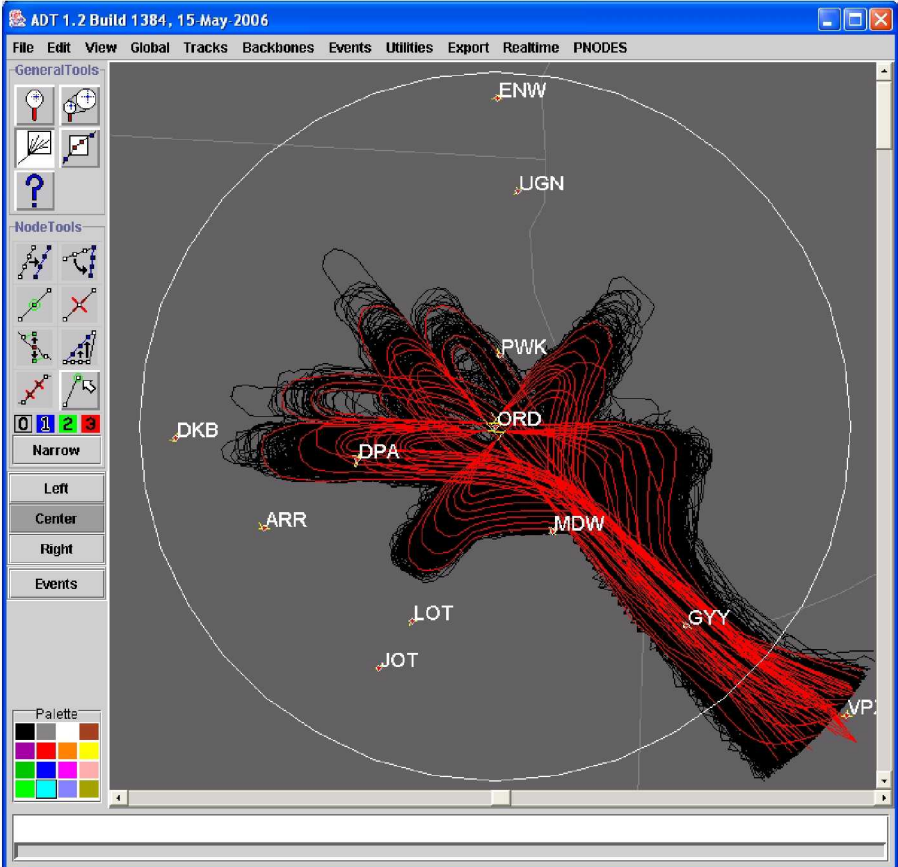 ADT 1.2 Build 1384, 15-May-2006
File Edit View Global Tracks Backbones Events Utilities Export Realtime PNODES
GeneralTools
?
NodeTools
0 1 2 3
Narrow
Left
Center
Right
Events
Palette
ENW
UGN
PWK
ORD
DKB
DPA
ARR
MDW
LOT
GYY
JOT